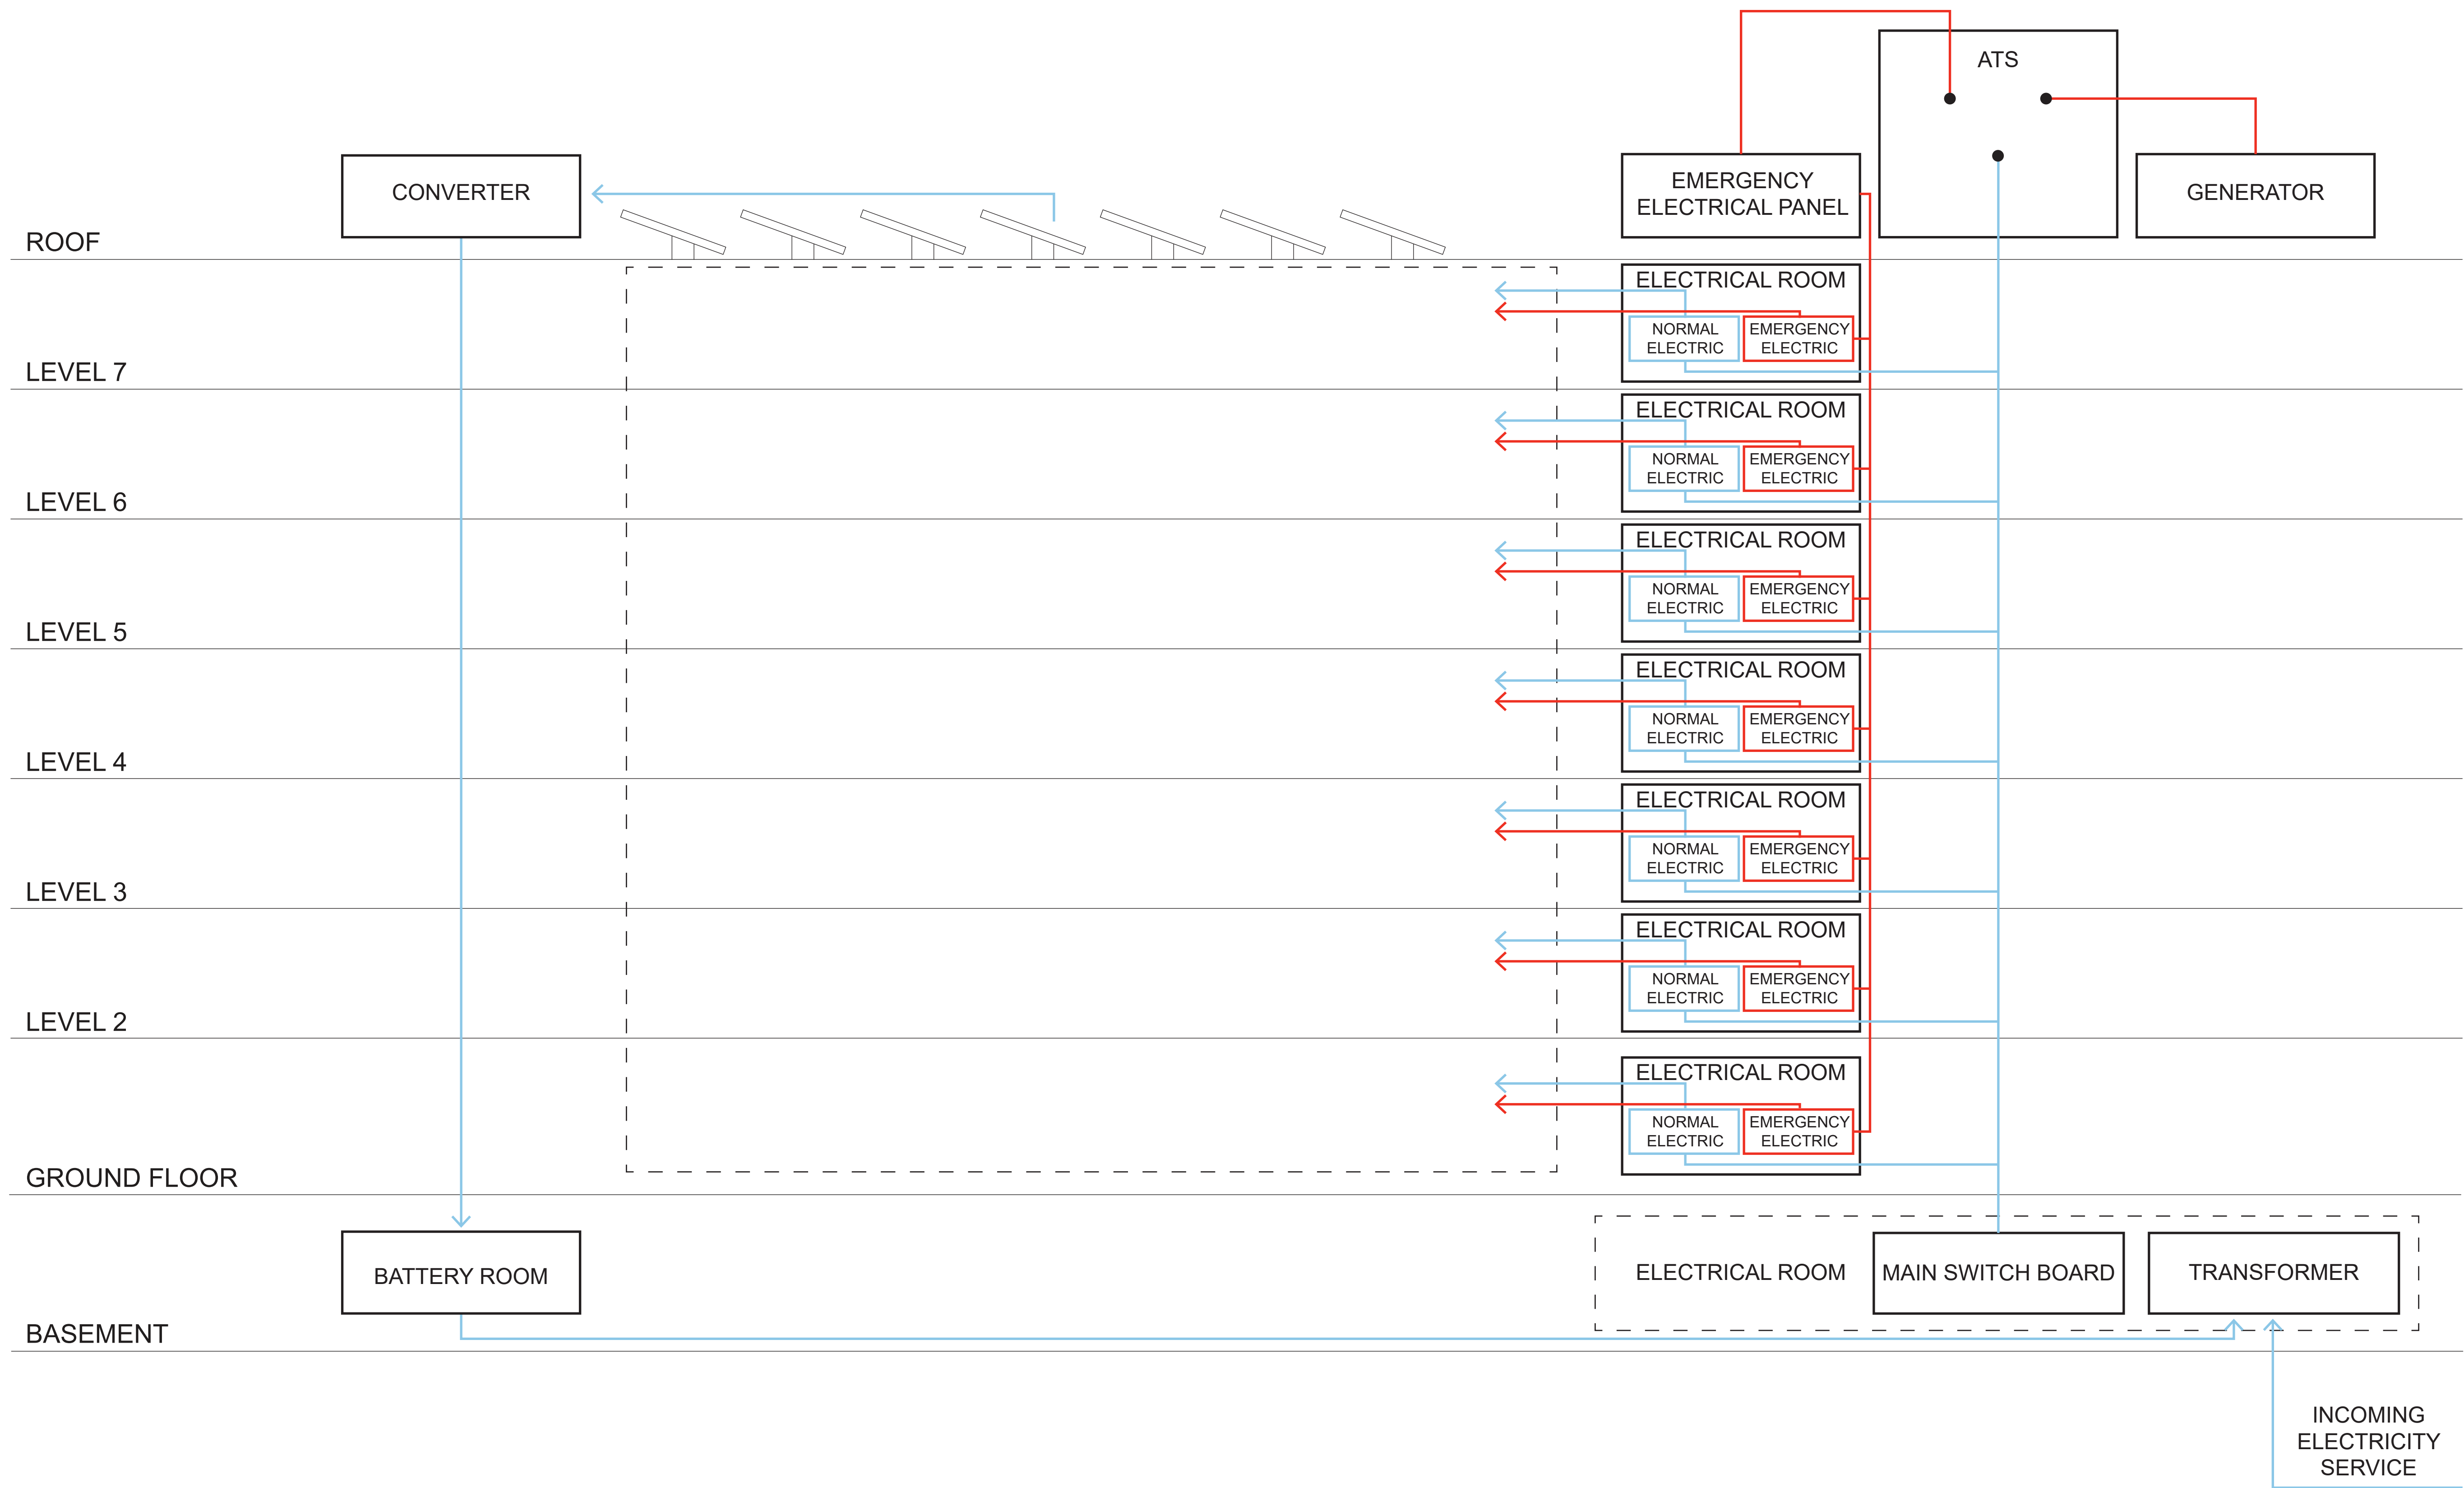 ATS
CONVERTER
EMERGENCY
ELECTRICAL PANEL
GENERATOR
ROOF
ELECTRICAL ROOM
NORMAL
ELECTRIC
EMERGENCY
ELECTRIC
LEVEL 7
ELECTRICAL ROOM
NORMAL
ELECTRIC
EMERGENCY
ELECTRIC
LEVEL 6
ELECTRICAL ROOM
NORMAL
ELECTRIC
EMERGENCY
ELECTRIC
LEVEL 5
ELECTRICAL ROOM
NORMAL
ELECTRIC
EMERGENCY
ELECTRIC
LEVEL 4
ELECTRICAL ROOM
NORMAL
ELECTRIC
EMERGENCY
ELECTRIC
LEVEL 3
ELECTRICAL ROOM
NORMAL
ELECTRIC
EMERGENCY
ELECTRIC
LEVEL 2
ELECTRICAL ROOM
NORMAL
ELECTRIC
EMERGENCY
ELECTRIC
GROUND FLOOR
BATTERY ROOM
ELECTRICAL ROOM
MAIN SWITCH BOARD
TRANSFORMER
BASEMENT
INCOMING
ELECTRICITY
SERVICE